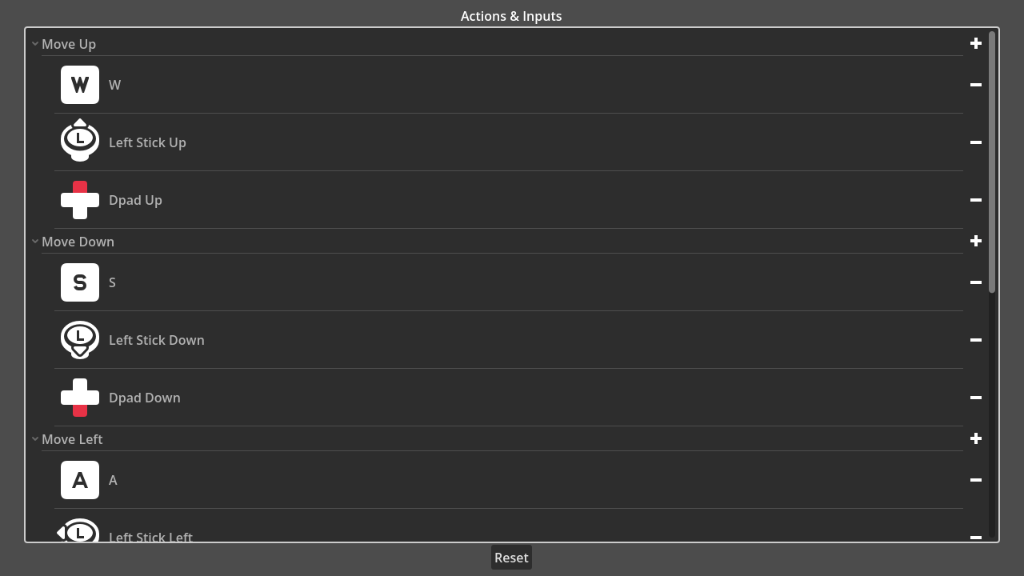 Actions & Inputs
Move Up
W W
L Left Stick Up
Dpad Up
Move Down
S S
L Left Stick Down
Dpad Down
Move Left
A A
L Left Stick Left
Reset